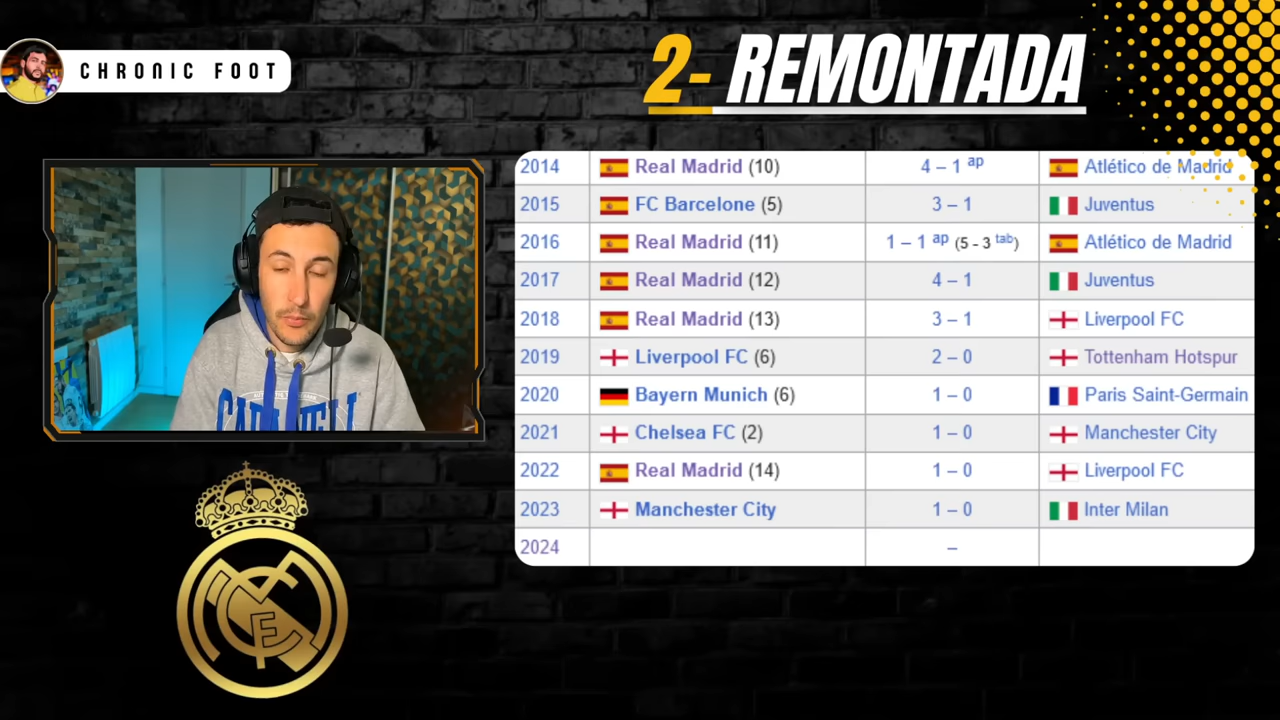 CHRONIC FOOT
2- REMONTADA
2014 Real Madrid (10) 4 – 1 ap Atlético de Madrid
2015 FC Barcelone (5) 3 – 1 Juventus
2016 Real Madrid (11) 1 – 1 ap (5 - 3 tab) Atlético de Madrid
2017 Real Madrid (12) 4 – 1 Juventus
2018 Real Madrid (13) 3 – 1 Liverpool FC
2019 Liverpool FC (6) 2 – 0 Tottenham Hotspur
2020 Bayern Munich (6) 1 – 0 Paris Saint-Germain
2021 Chelsea FC (2) 1 – 0 Manchester City
2022 Real Madrid (14) 1 – 0 Liverpool FC
2023 Manchester City 1 – 0 Inter Milan
2024 –